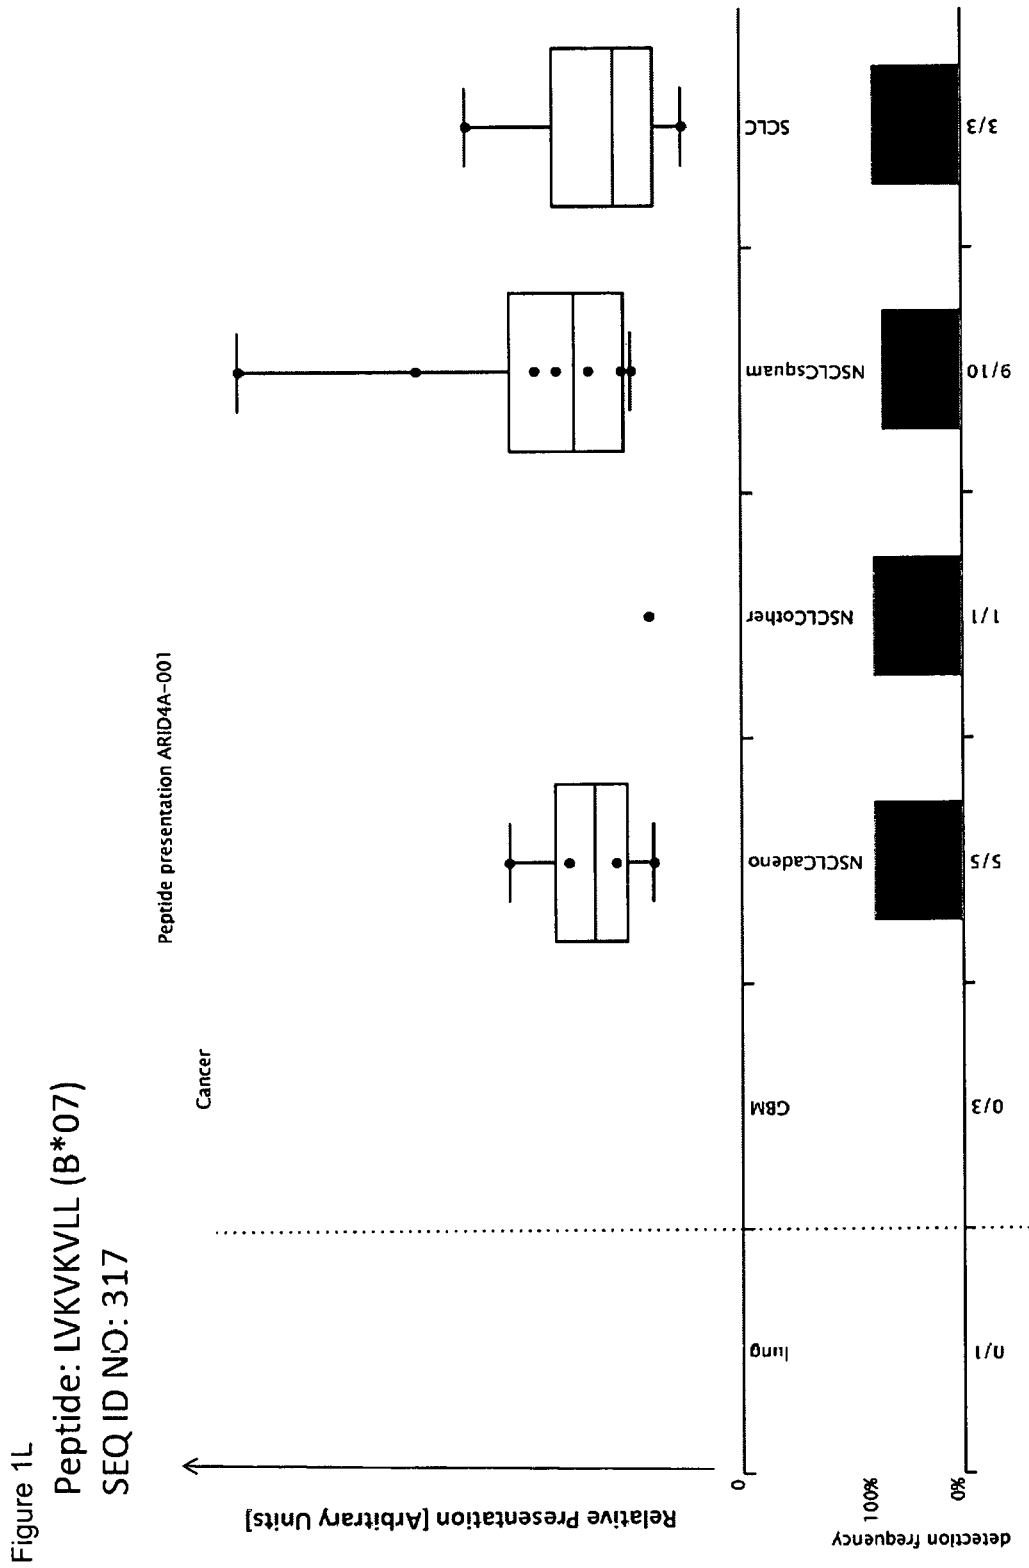 Figure 1L
Peptide: LVKVKVLL (B*07)
SEQ ID NO: 317
Peptide presentation ARID4A-001
Cancer
Relative Presentation [Arbitrary Units]
0
lung
GBM
NSCLCadeno
NSCLCother
NSCLCsquam
SCLC
detection frequency
100%
0%
0/1
0/3
5/5
1/1
9/10
3/3